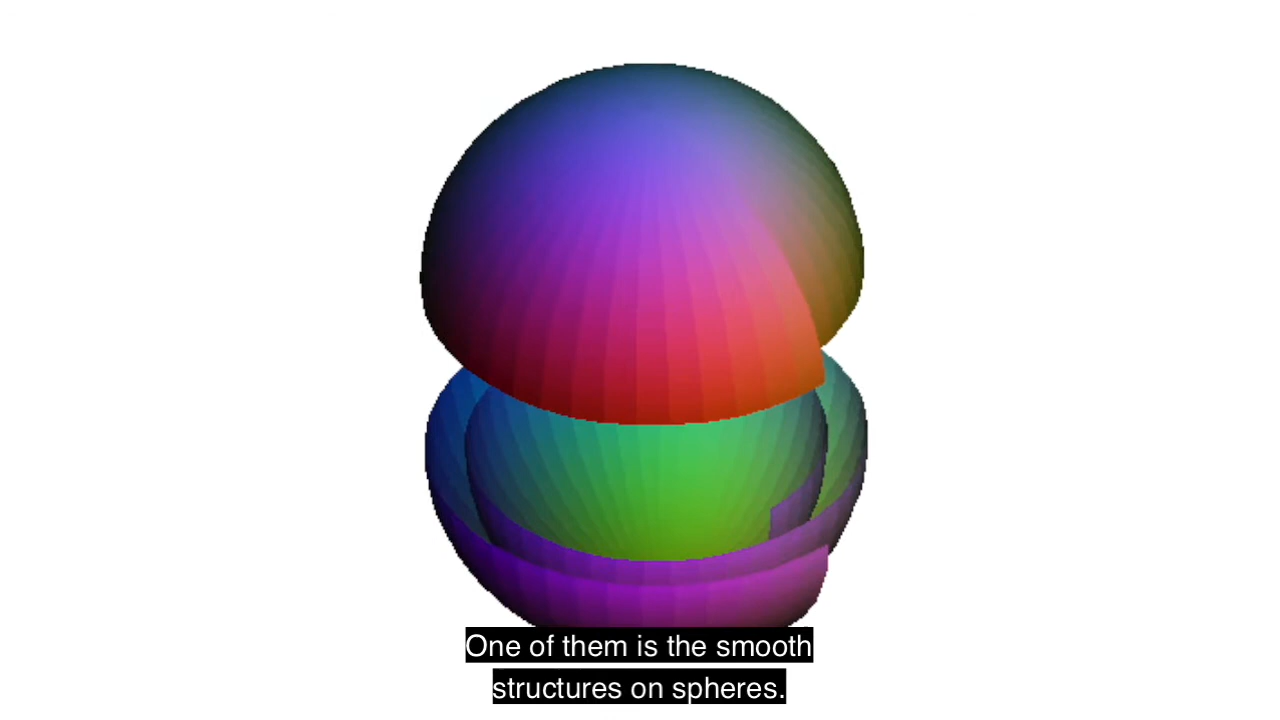 One of them is the smooth
structures on spheres.